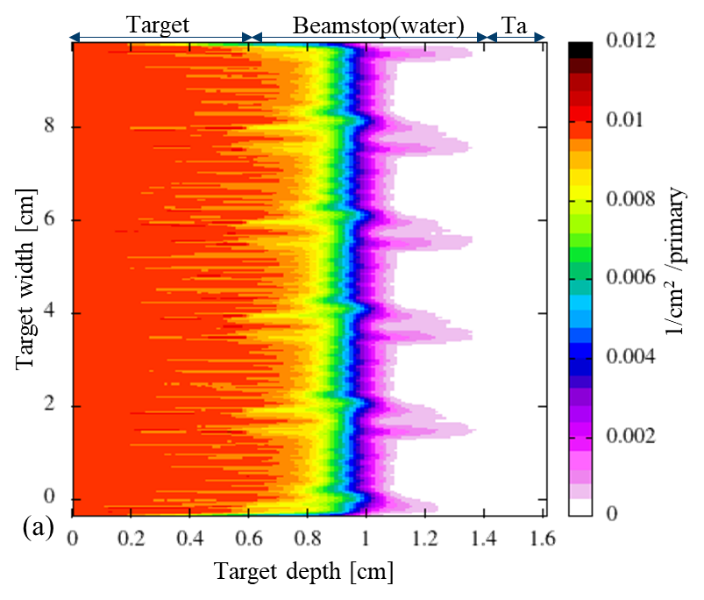 Target Beamstop(water) Ta
0.012
0.01
0.008
0.006
0.004
0.002
0
1/cm² /primary
8
6
4
2
0
Target width [cm]
(a)
0 0.2 0.4 0.6 0.8 1 1.2 1.4 1.6
Target depth [cm]